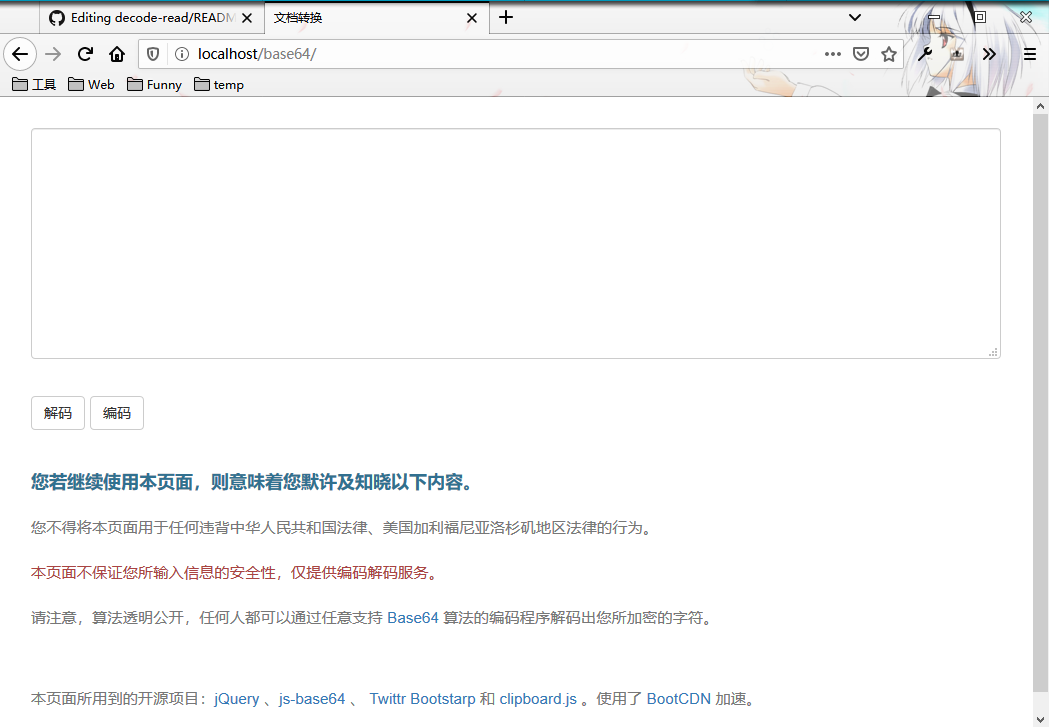 Editing decode-read/READM
文档转换
localhost/base64/
工具 Web Funny temp
解码 编码
您若继续使用本页面，则意味着您默许及知晓以下内容。
您不得将本页面用于任何违背中华人民共和国法律、美国加利福尼亚洛杉矶地区法律的行为。
本页面不保证您所输入信息的安全性，仅提供编码解码服务。
请注意，算法透明公开，任何人都可以通过任意支持 Base64 算法的编码程序解码出您所加密的字符。
本页面所用到的开源项目：jQuery 、js-base64 、 Twittr Bootstarp 和 clipboard.js 。使用了 BootCDN 加速。